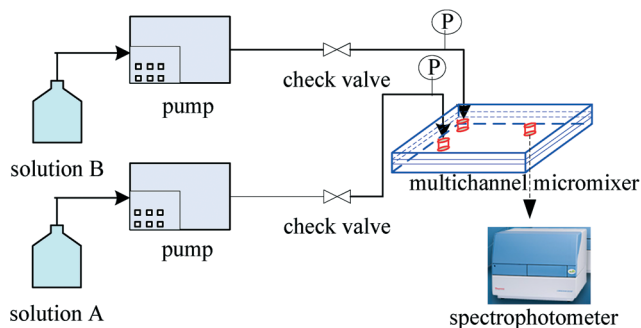 P
pump
check valve
P
solution B
multichannel micromixer
pump
check valve
solution A
spectrophotometer